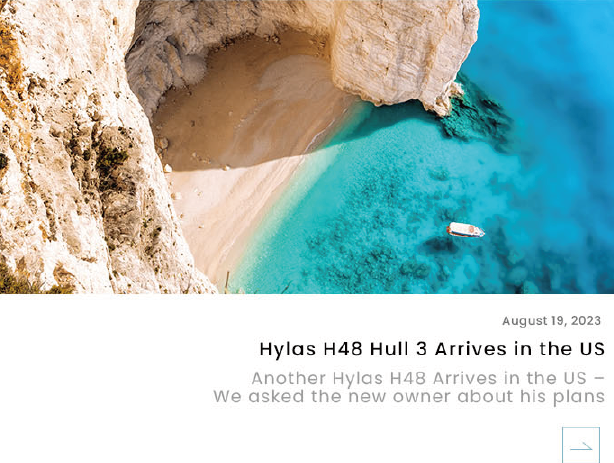 August 19, 2023
Hylas H48 Hull 3 Arrives in the US
Another Hylas H48 Arrives in the US –
We asked the new owner about his plans